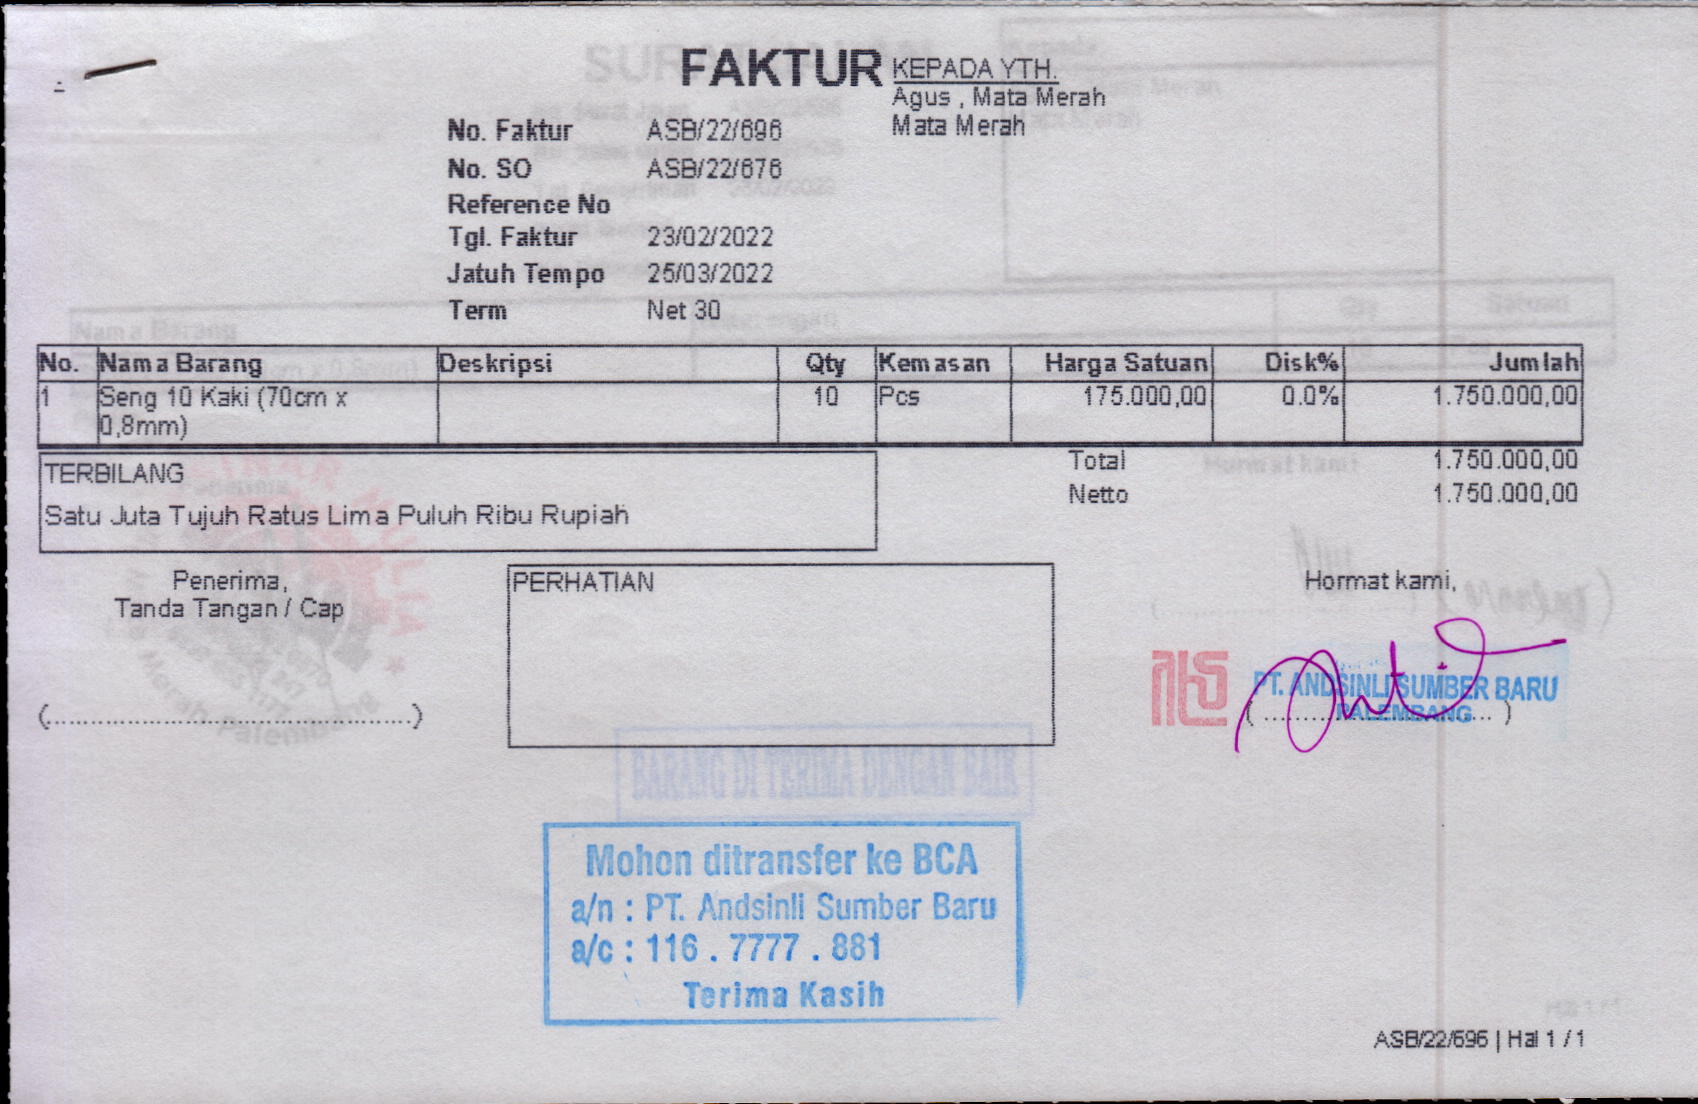 FAKTUR
KEPADA YTH.
Agus , Mata Merah
Mata Merah
No. Faktur ASB/22/696
No. SO ASB/22/676
Reference No
Tgl. Faktur 23/02/2022
Jatuh Tempo 25/03/2022
Term Net 30
No. Nama Barang Deskripsi Qty Kemasan Harga Satuan Disk% Jumlah
1 Seng 10 Kaki (70cm x 10 Pcs 175.000,00 0.0% 1.750.000,00
0,8mm)
Total 1.750.000,00
Netto 1.750.000,00
TERBILANG
Satu Juta Tujuh Ratus Lima Puluh Ribu Rupiah
Penerima,
Tanda Tangan / Cap
(................................................)
PERHATIAN
Hormat kami,
PT. ANDSINLI SUMBER BARU
PALEMBANG
BARANG DI TERIMA DENGAN BAIK
Mohon ditransfer ke BCA
a/n : PT. Andsinli Sumber Baru
a/c : 116 . 7777 . 881
Terima Kasih
ASB/22/696 | Hal 1 / 1